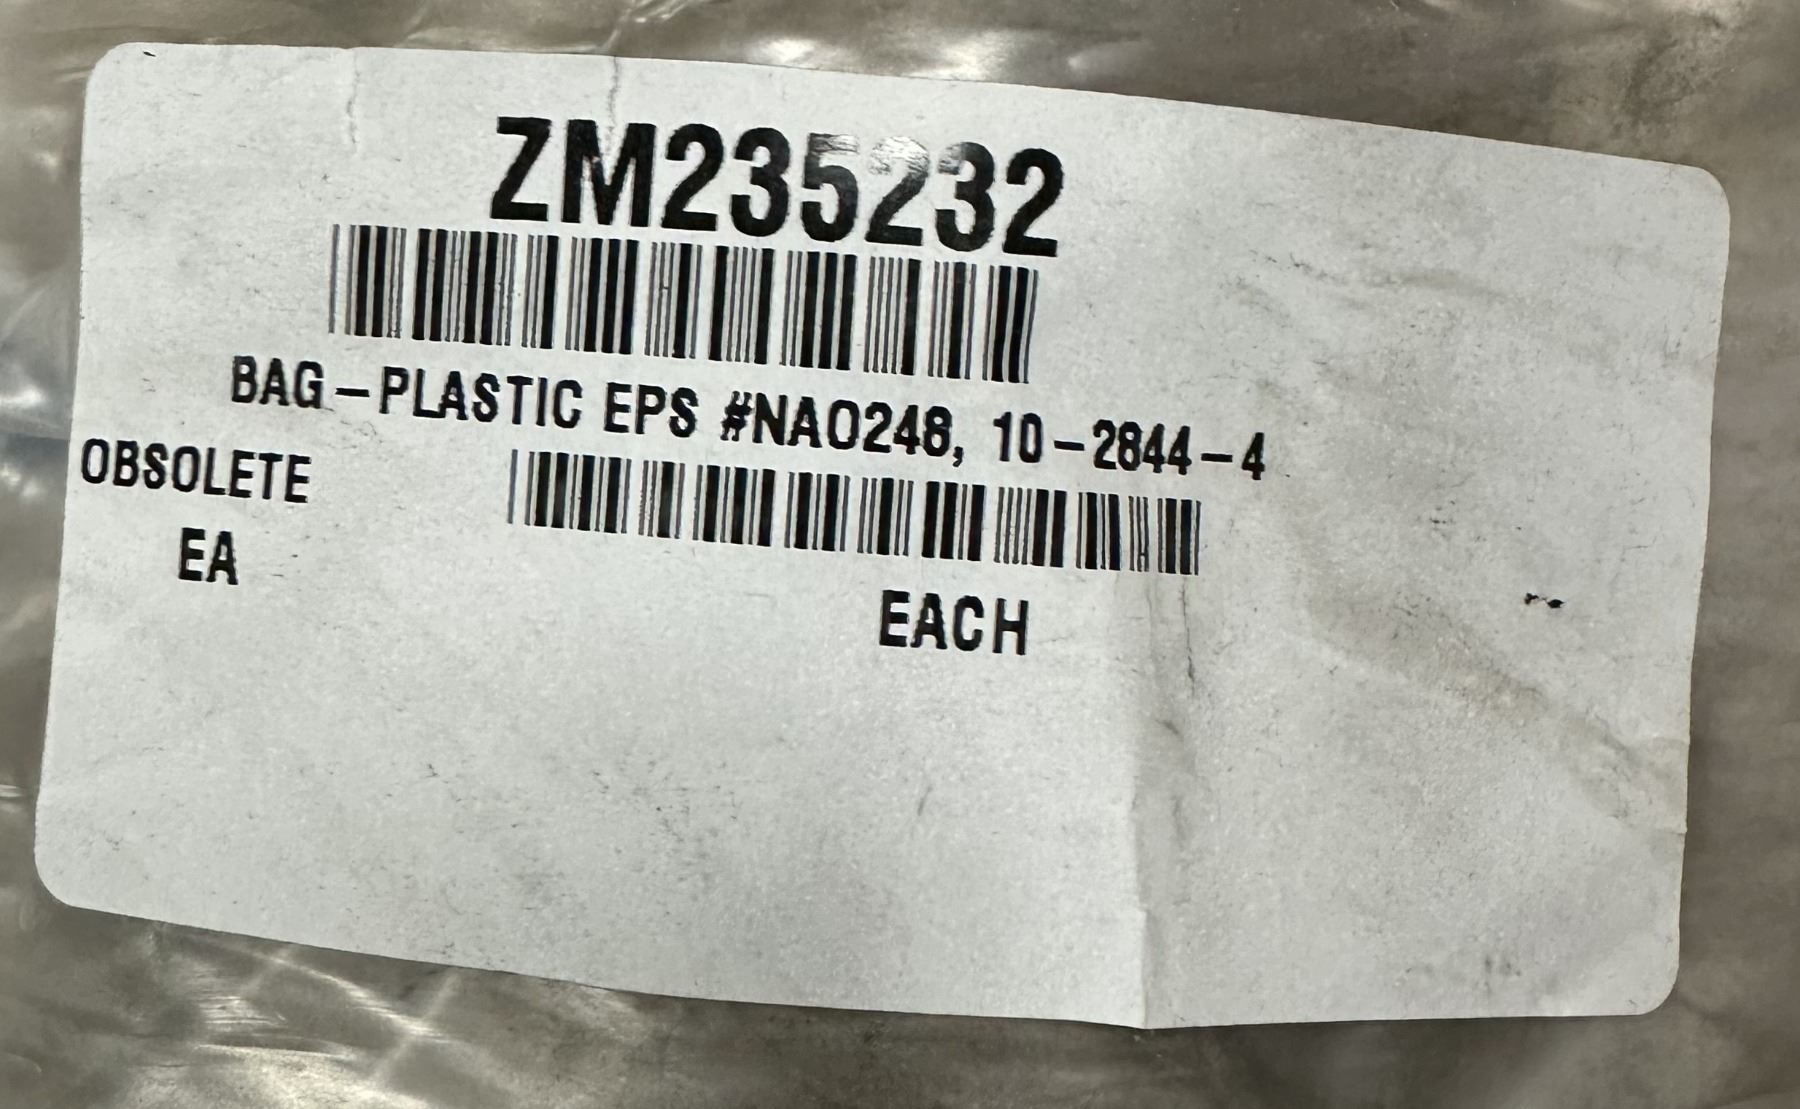 ZM235232
BAG-PLASTIC EPS #NA0248, 10-2844-4
OBSOLETE
EA
EACH